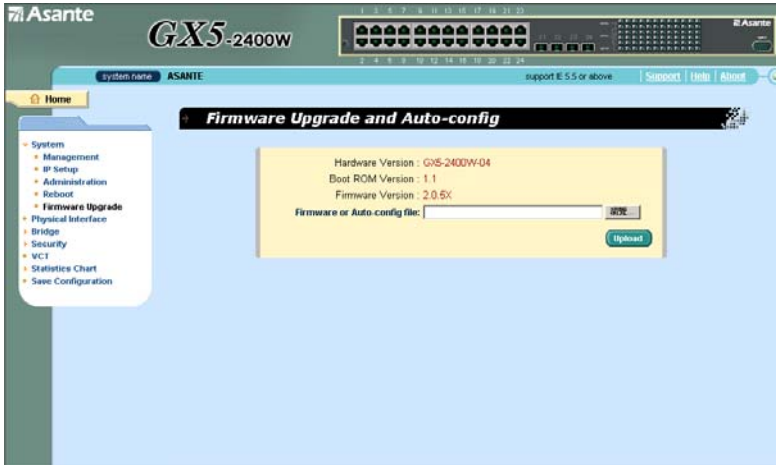 Asante
GX5-2400W
Asante
system name ASANTE
support IE 5.5 or above
Support | Help | About
Home
Firmware Upgrade and Auto-config
System
Management
IP Setup
Administration
Reboot
Firmware Upgrade
Physical Interface
Bridge
Security
VCT
Statistics Chart
Save Configuration
Hardware Version : GX5-2400W-04
Boot ROM Version : 1.1
Firmware Version : 2.0.5X
Firmware or Auto-config file:
Upload